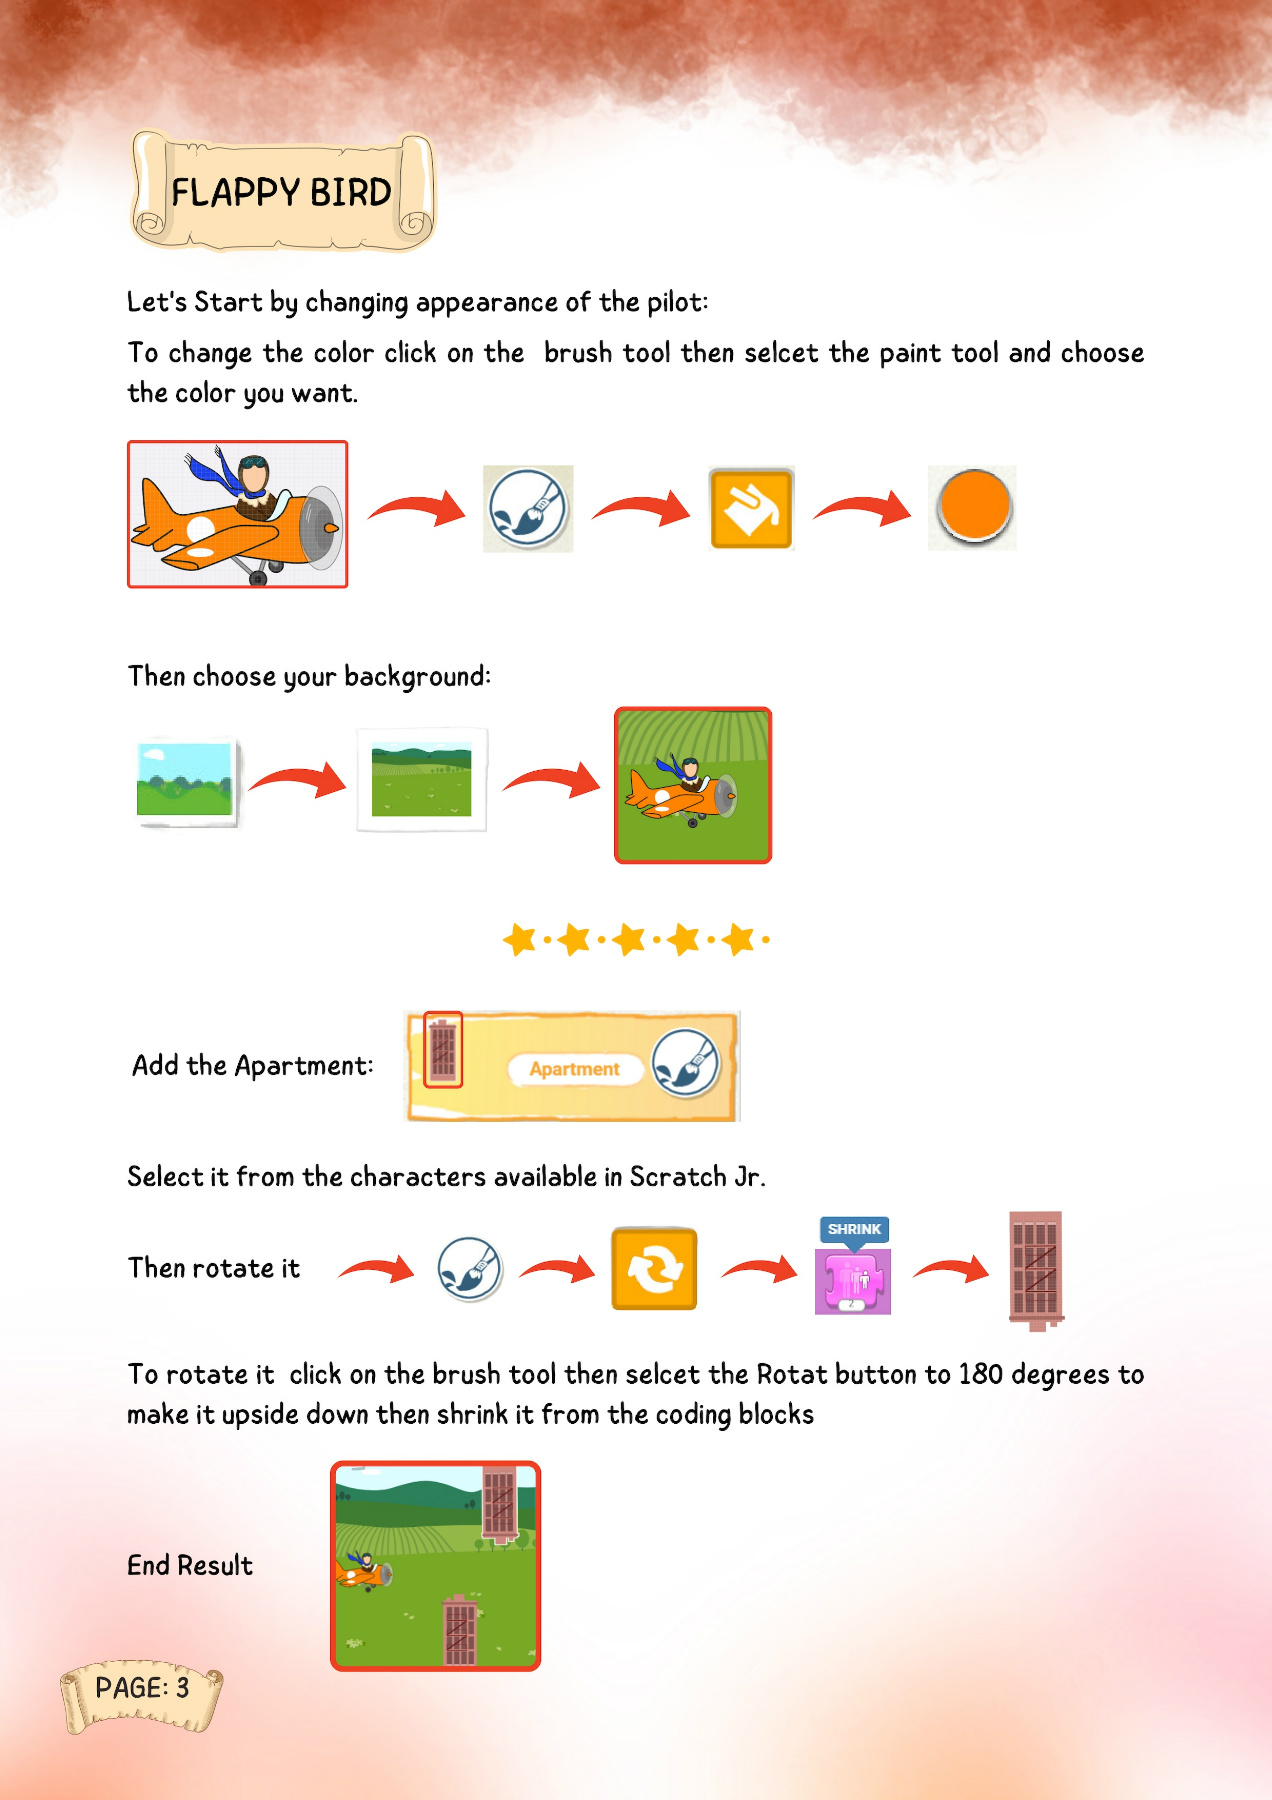 FLAPPY BIRD
Let's Start by changing appearance of the pilot:
To change the color click on the brush tool then selcet the paint tool and choose
the color you want.
Then choose your background:
Add the Apartment:
Apartment
Select it from the characters available in Scratch Jr.
SHRINK
2
Then rotate it
To rotate it click on the brush tool then selcet the Rotat button to 180 degrees to
make it upside down then shrink it from the coding blocks
End Result
PAGE: 3